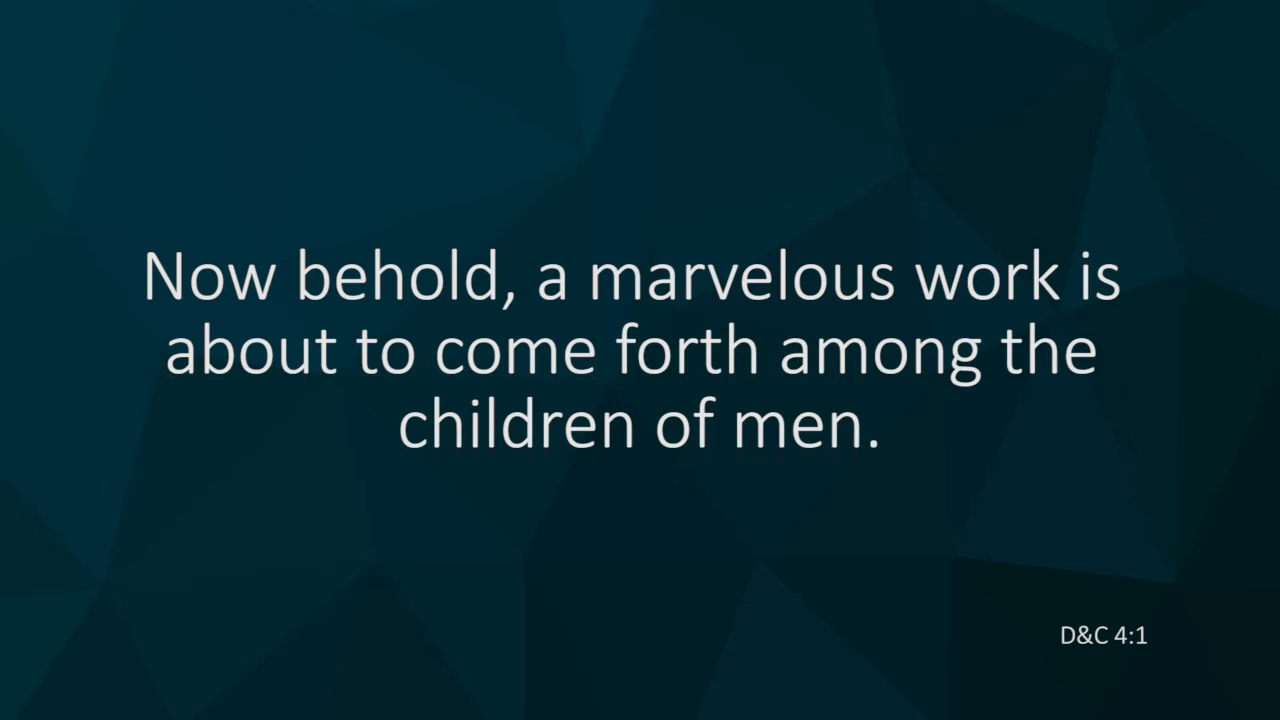 Now behold, a marvelous work is
about to come forth among the
children of men.
D&C 4:1